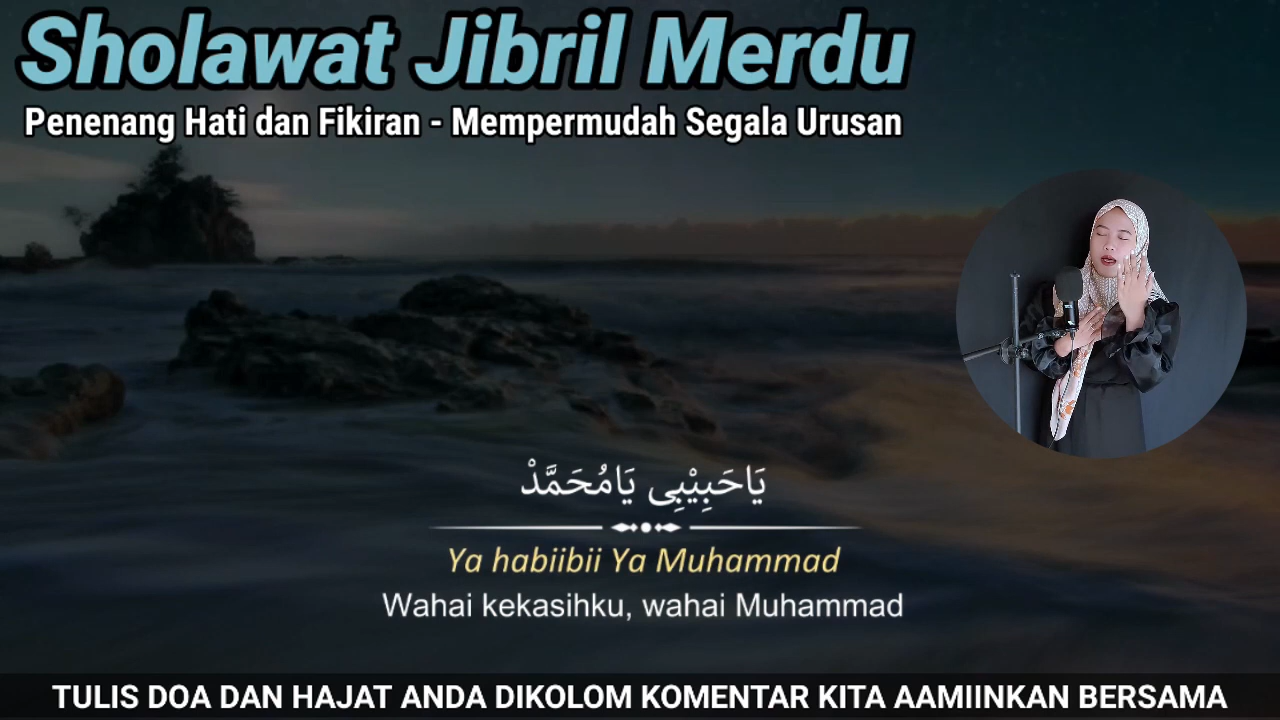 Sholawat Jibril Merdu
Penenang Hati dan Fikiran - Mempermudah Segala Urusan
يَاحَبِيْبِى يَامُحَمَّدْ
Ya habiibii Ya Muhammad
Wahai kekasihku, wahai Muhammad
TULIS DOA DAN HAJAT ANDA DIKOLOM KOMENTAR KITA AAMIINKAN BERSAMA